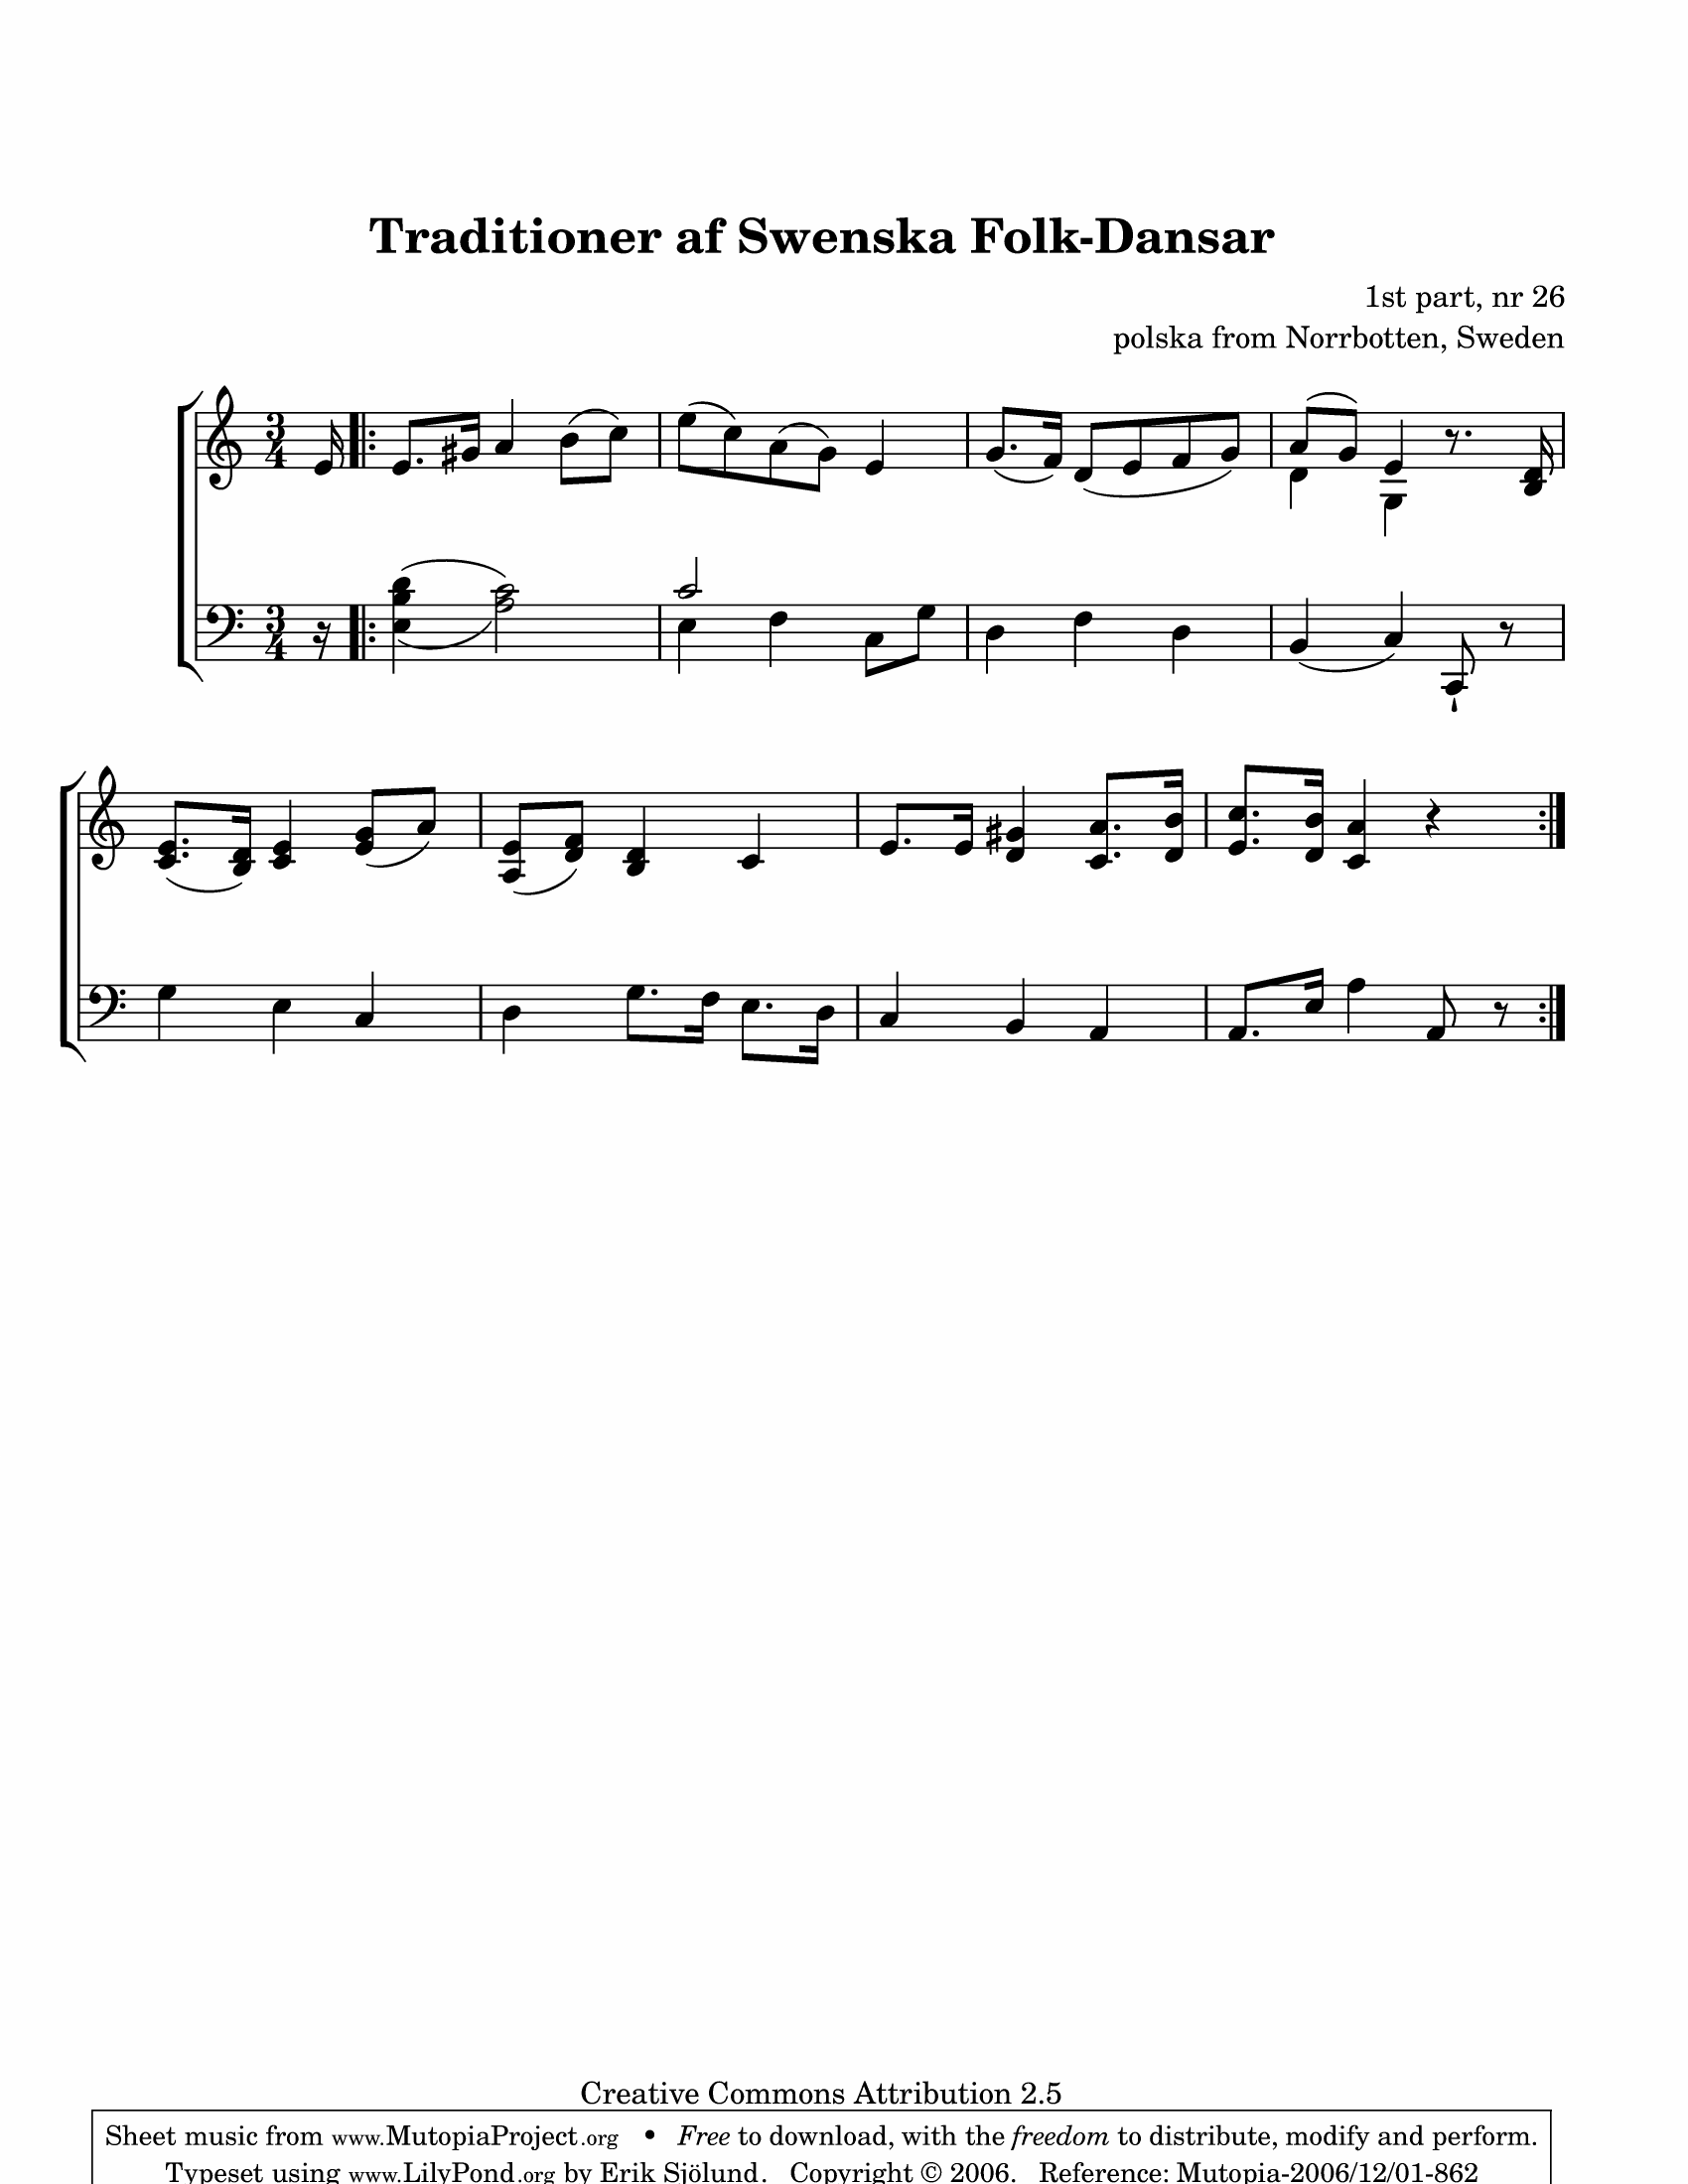 Traditioner af Swenska Folk-Dansar
1st part, nr 26
polska from Norrbotten, Sweden
Creative Commons Attribution 2.5
Sheet music from www.MutopiaProject.org • Free to download, with the freedom to distribute, modify and perform.
Typeset using www.LilyPond.org by Erik Sjölund. Copyright © 2006. Reference: Mutopia-2006/12/01-862